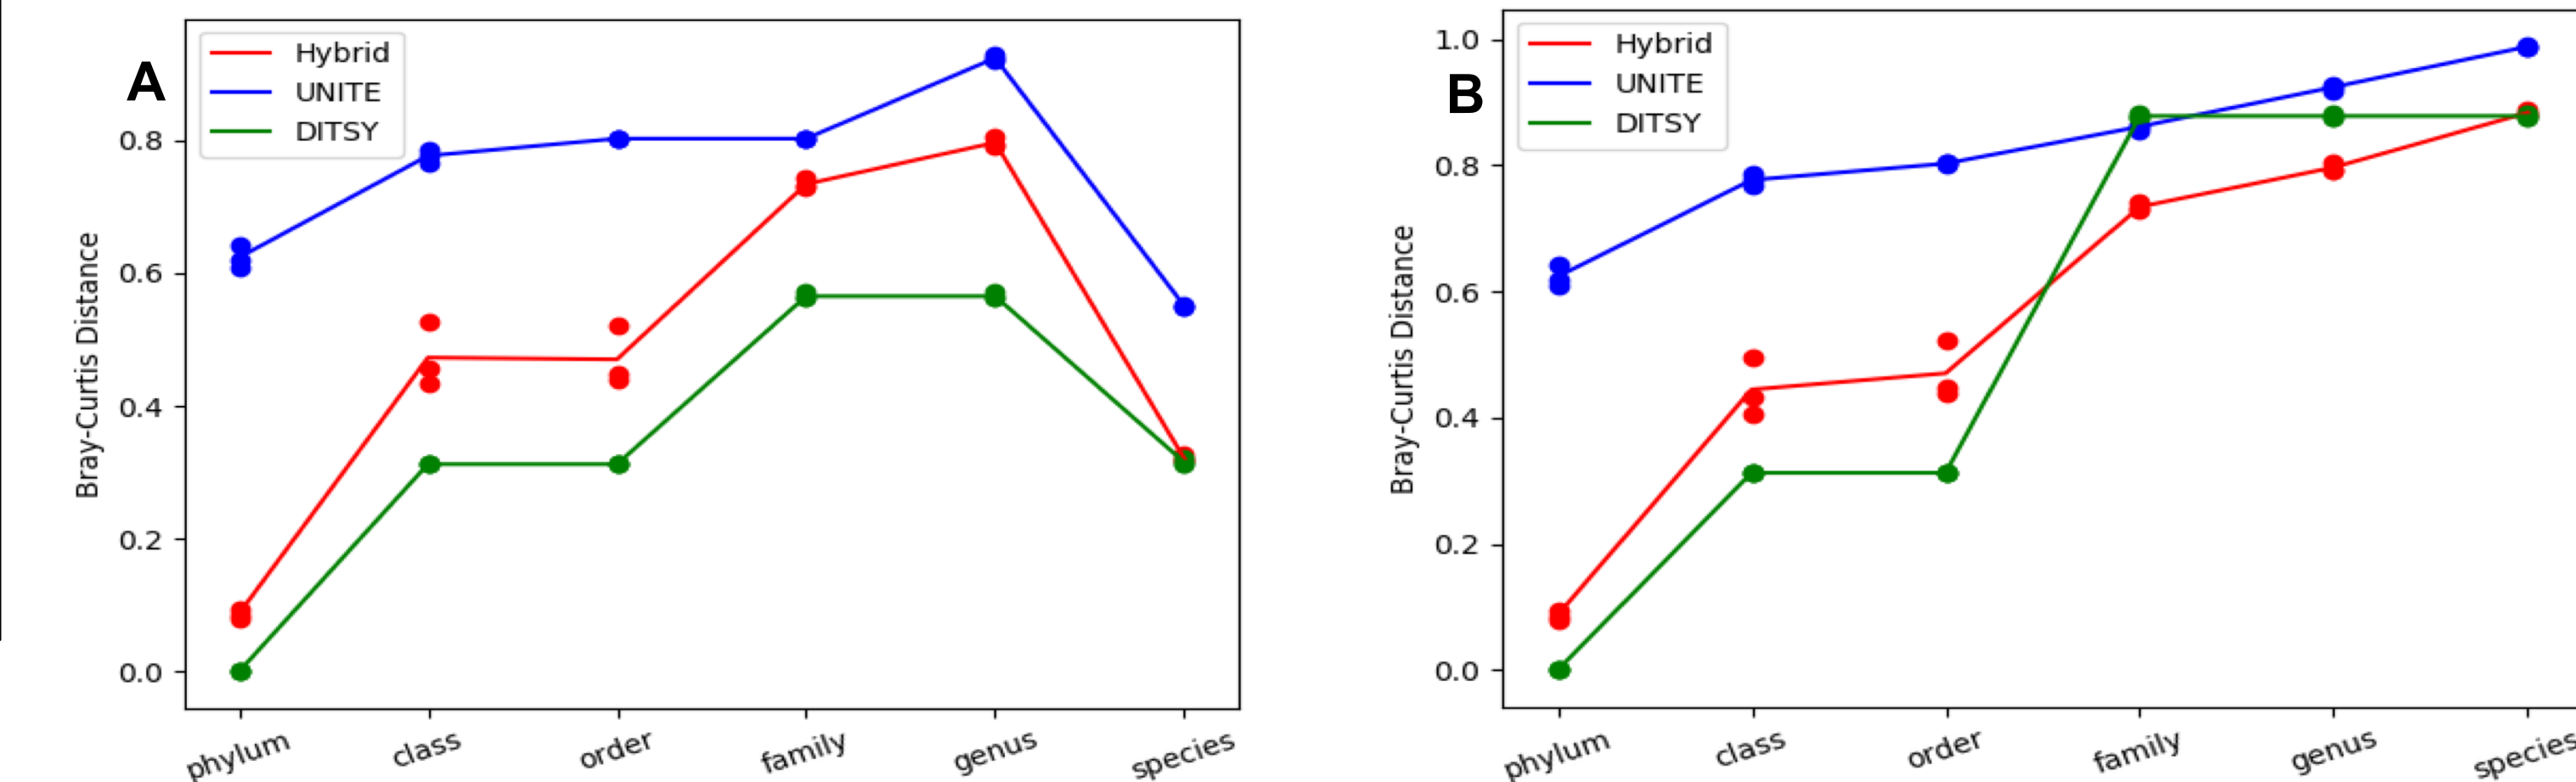 A
Hybrid
UNITE
DITSY
Bray-Curtis Distance
0.8
0.6
0.4
0.2
0.0
phylum class order family genus species
B
Hybrid
UNITE
DITSY
Bray-Curtis Distance
1.0
0.8
0.6
0.4
0.2
0.0
phylum class order family genus species